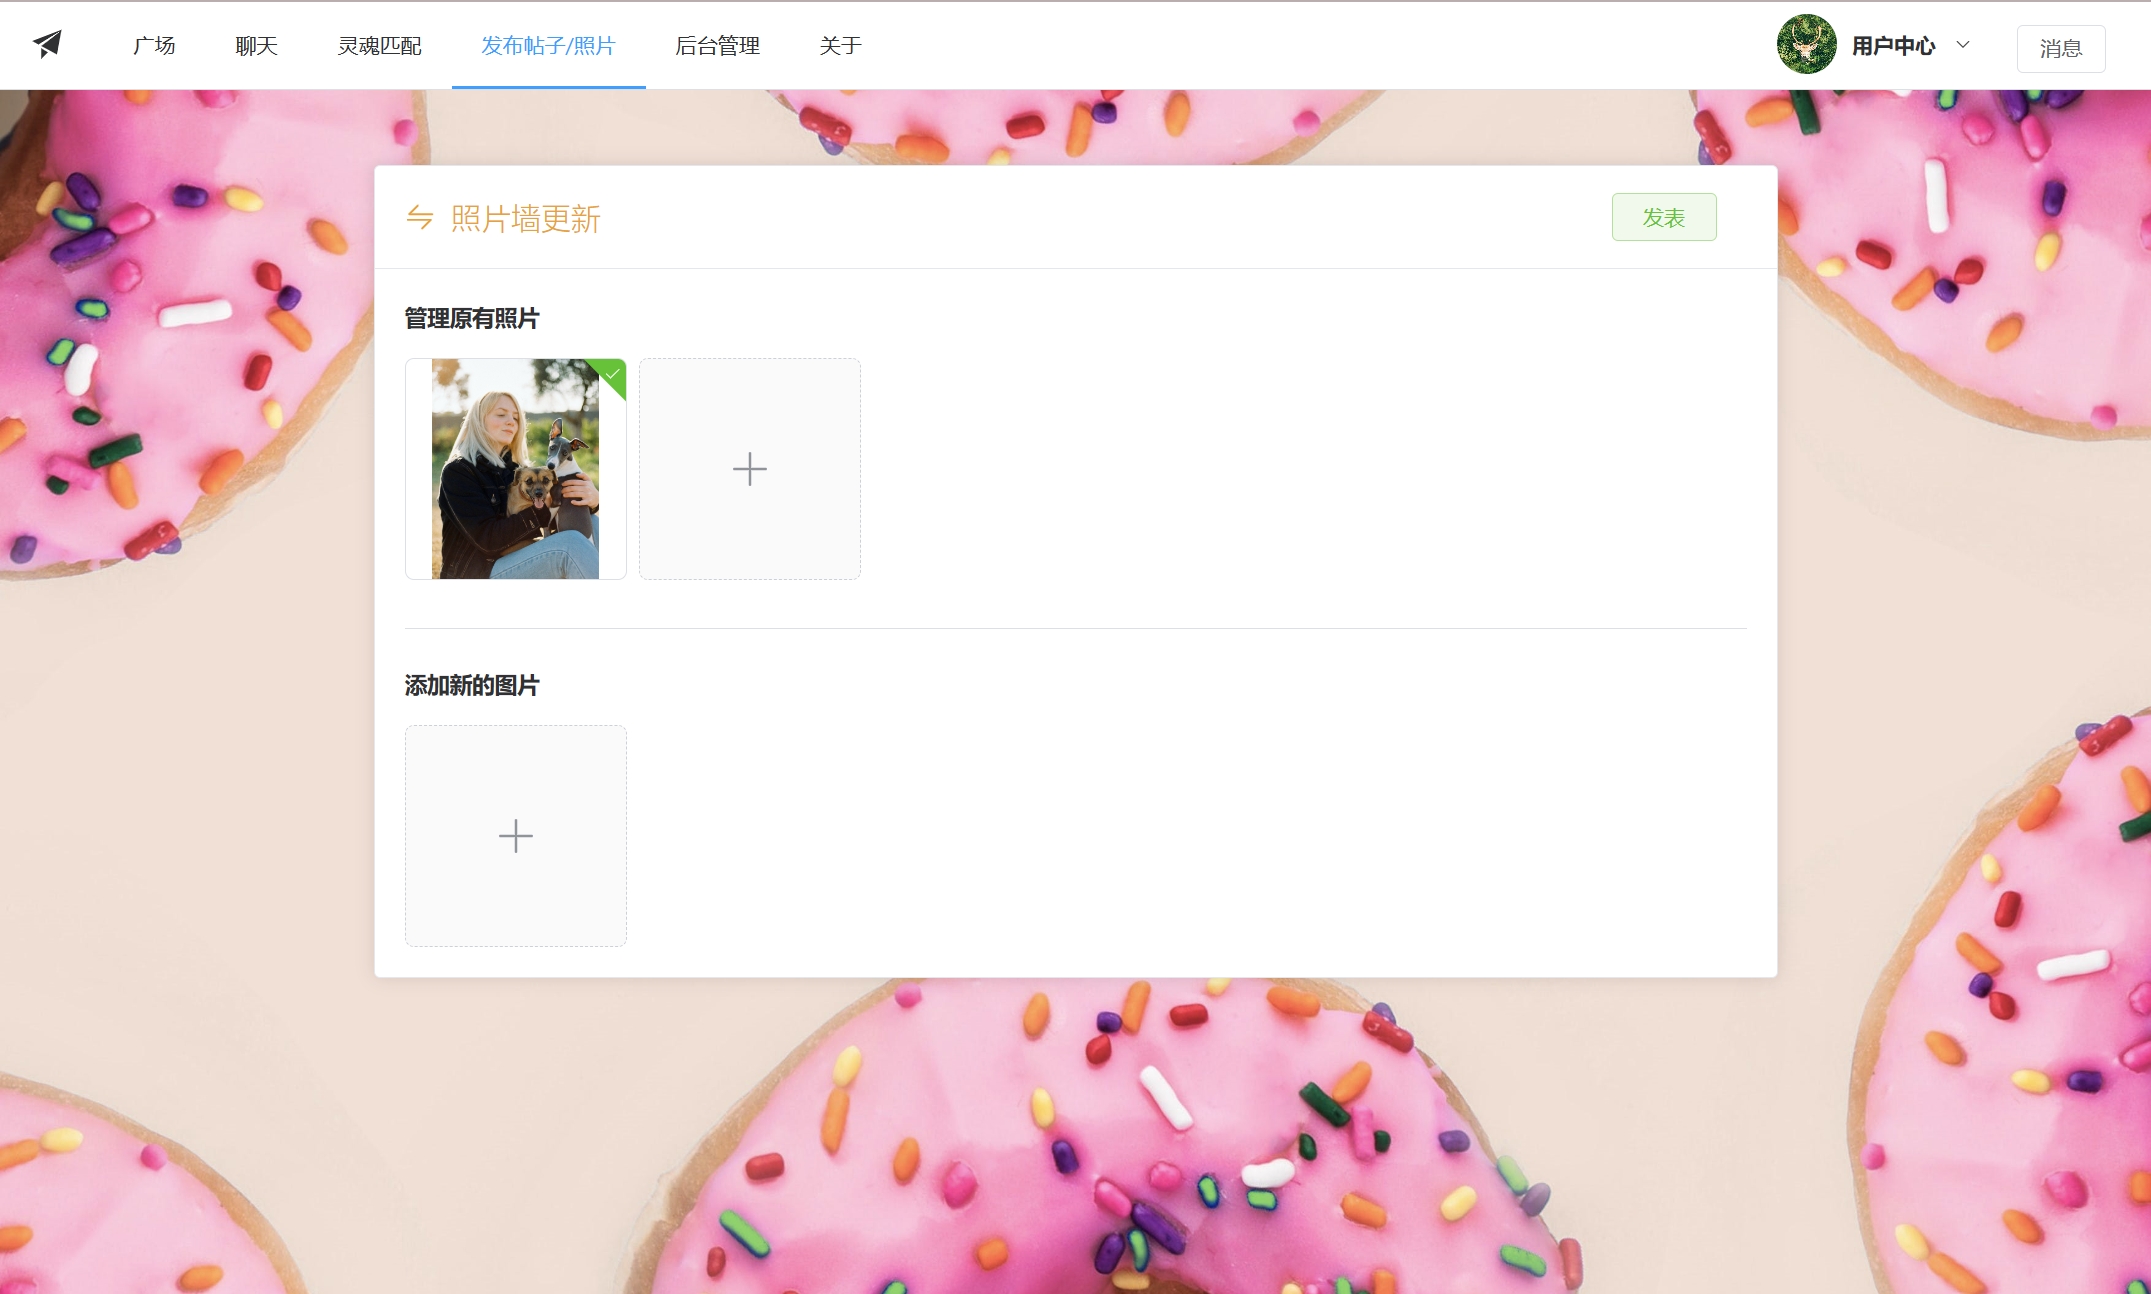 广场 聊天 灵魂匹配 发布帖子/照片 后台管理 关于 用户中心 消息
照片墙更新 发表
管理原有照片
添加新的图片